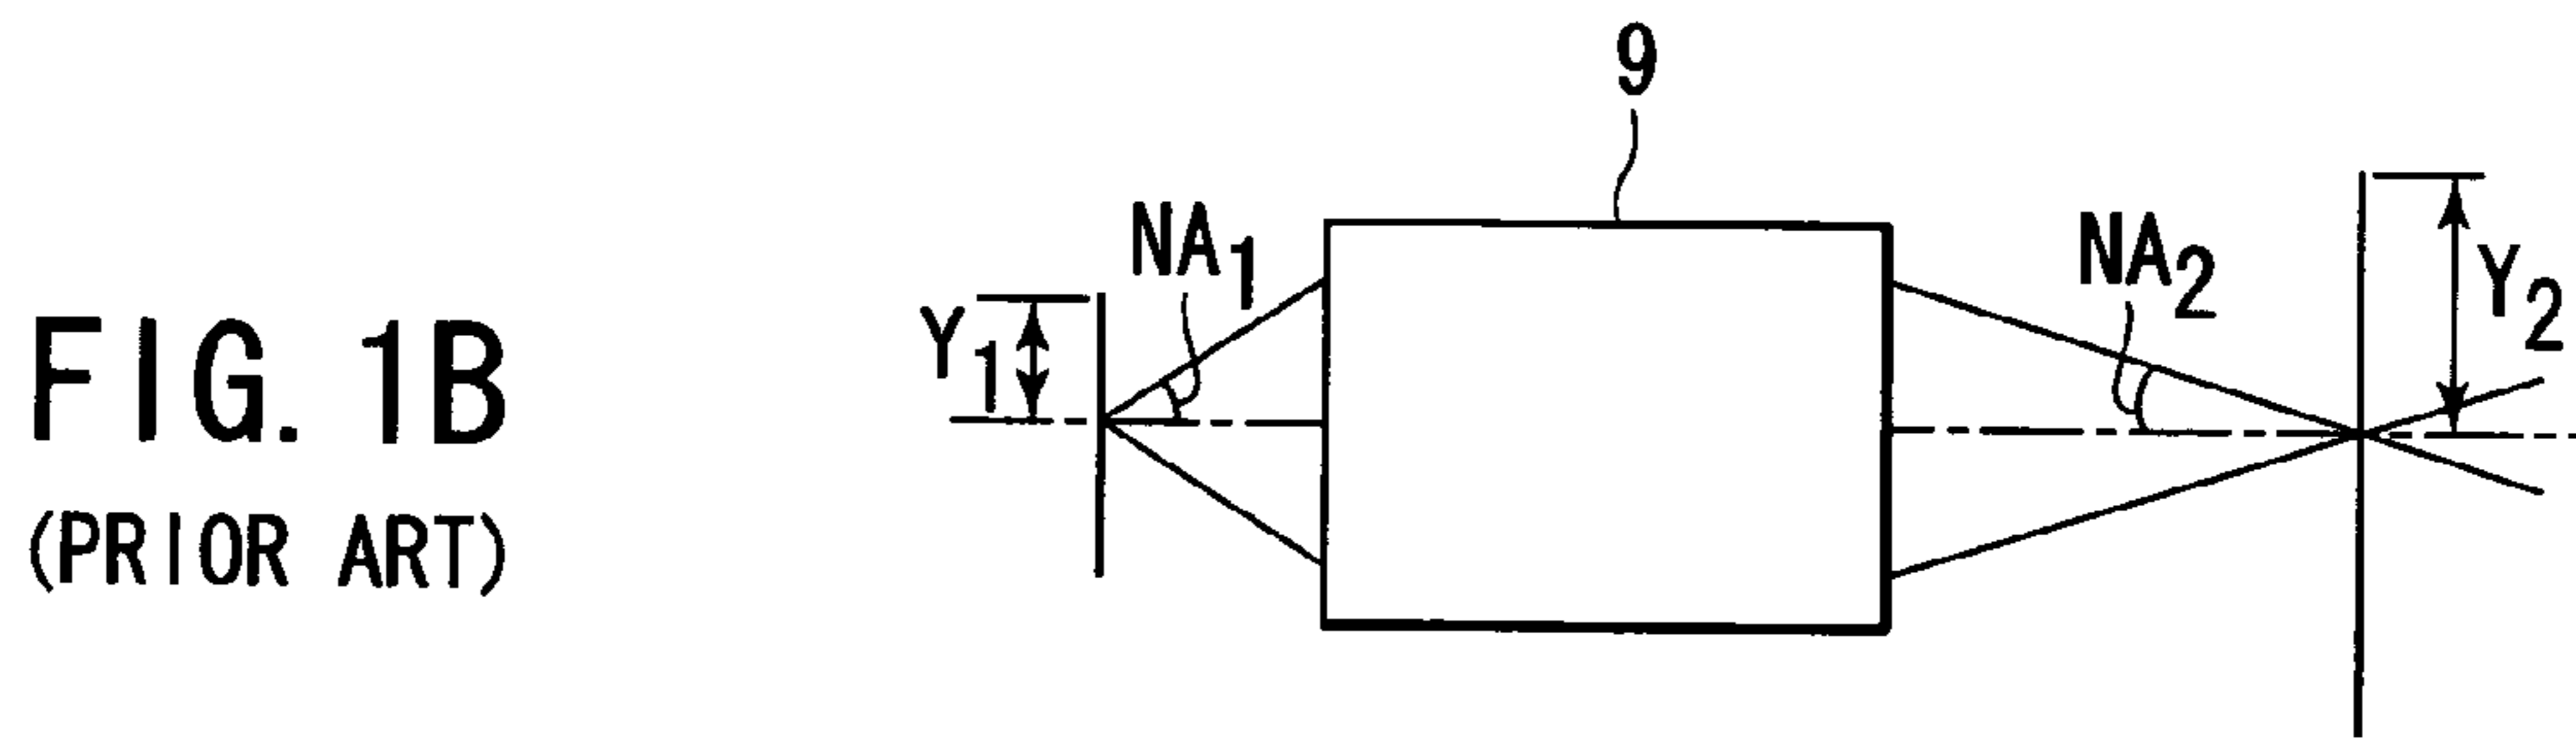 9
NA1
NA2
Y1
Y2
FIG. 1B
(PRIOR ART)